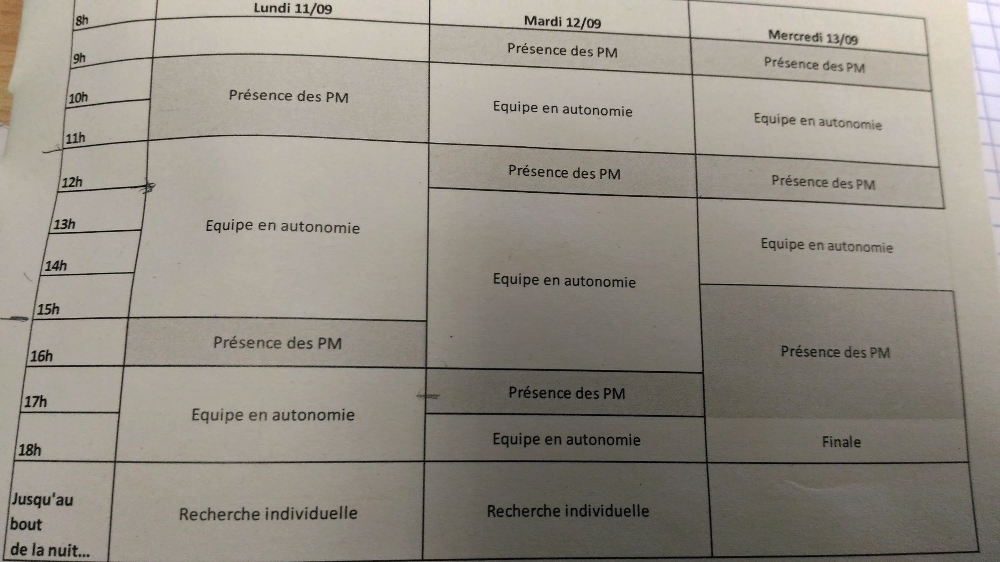 Lundi 11/09
Mardi 12/09
Mercredi 13/09
8h
Présence des PM
Présence des PM
9h
Présence des PM
Equipe en autonomie
Equipe en autonomie
10h
11h
Présence des PM
Présence des PM
12h
Equipe en autonomie
Equipe en autonomie
Equipe en autonomie
13h
14h
15h
Présence des PM
Présence des PM
16h
Présence des PM
17h
Equipe en autonomie
Equipe en autonomie
Finale
18h
Jusqu'au
bout
de la nuit...
Recherche individuelle
Recherche individuelle